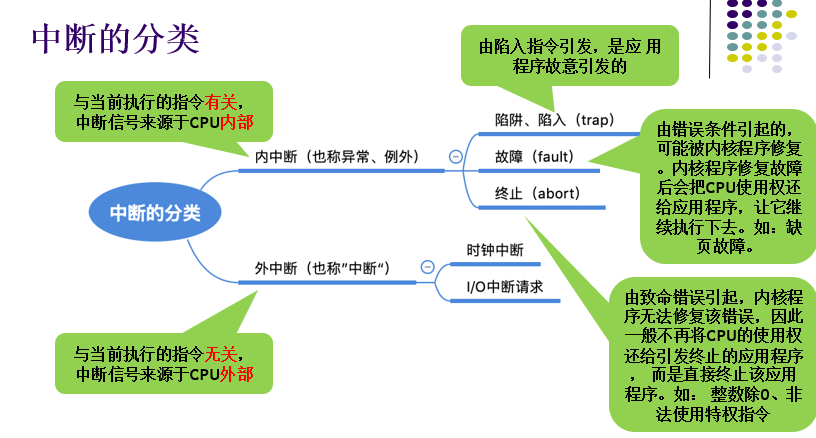 中断的分类
由陷入指令引发，是应 用
程序故意引发的
与当前执行的指令有关，
中断信号来源于CPU内部
陷阱、陷入（trap）
内中断（也称异常、例外）
故障（fault）
终止（abort）
由错误条件引起的，
可能被内核程序修复
。内核程序修复故障
后会把CPU使用权还
给应用程序，让它继
续执行下去。如：缺
页故障。
中断的分类
时钟中断
外中断（也称”中断“）
I/O中断请求
由致命错误引起，内核程
序无法修复该错误，因此
一般不再将CPU的使用权
还给引发终止的应用程序
， 而是直接终止该应用
程序。如： 整数除0、非
法使用特权指令
与当前执行的指令无关，
中断信号来源于CPU外部